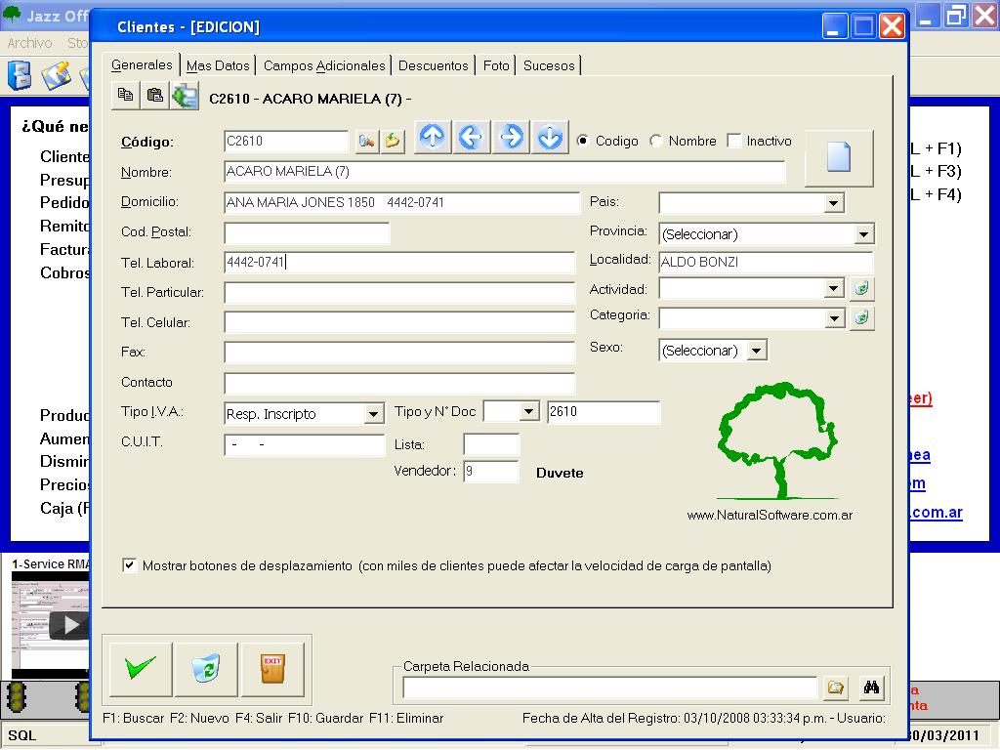 Jazz Off
Clientes - [EDICION]
Archivo Sto
Generales Mas Datos Campos Adicionales Descuentos Foto Sucesos
C2610 - ACARO MARIELA (7) -
¿Qué ne
Cliente
Presup
Pedido
Remito
Factura
Cobros
L + F1)
L + F3)
L + F4)
Código: C2610 Codigo Nombre Inactivo
Nombre: ACARO MARIELA (7)
Domicilio: ANA MARIA JONES 1850 4442-0741 Pais:
Cod. Postal: Provincia: (Seleccionar)
Tel. Laboral: 4442-0741 Localidad: ALDO BONZI
Tel. Particular: Actividad:
Tel. Celular: Categoria:
Fax: Sexo: (Seleccionar)
Contacto
Tipo I.V.A.: Resp. Inscripto Tipo y N° Doc 2610
C.U.I.T. - - Lista:
Vendedor: 9 Duvete
www.NaturalSoftware.com.ar
Produc
Aumen
Dismin
Precios
Caja (F
eer)
nea
om
.com.ar
Mostrar botones de desplazamiento (con miles de clientes puede afectar la velocidad de carga de pantalla)
1-Service RMA
EXIT
Carpeta Relacionada
F1: Buscar F2: Nuevo F4: Salir F10: Guardar F11: Eliminar Fecha de Alta del Registro: 03/10/2008 03:33:34 p.m. - Usuario:
a
nta
SQL
30/03/2011